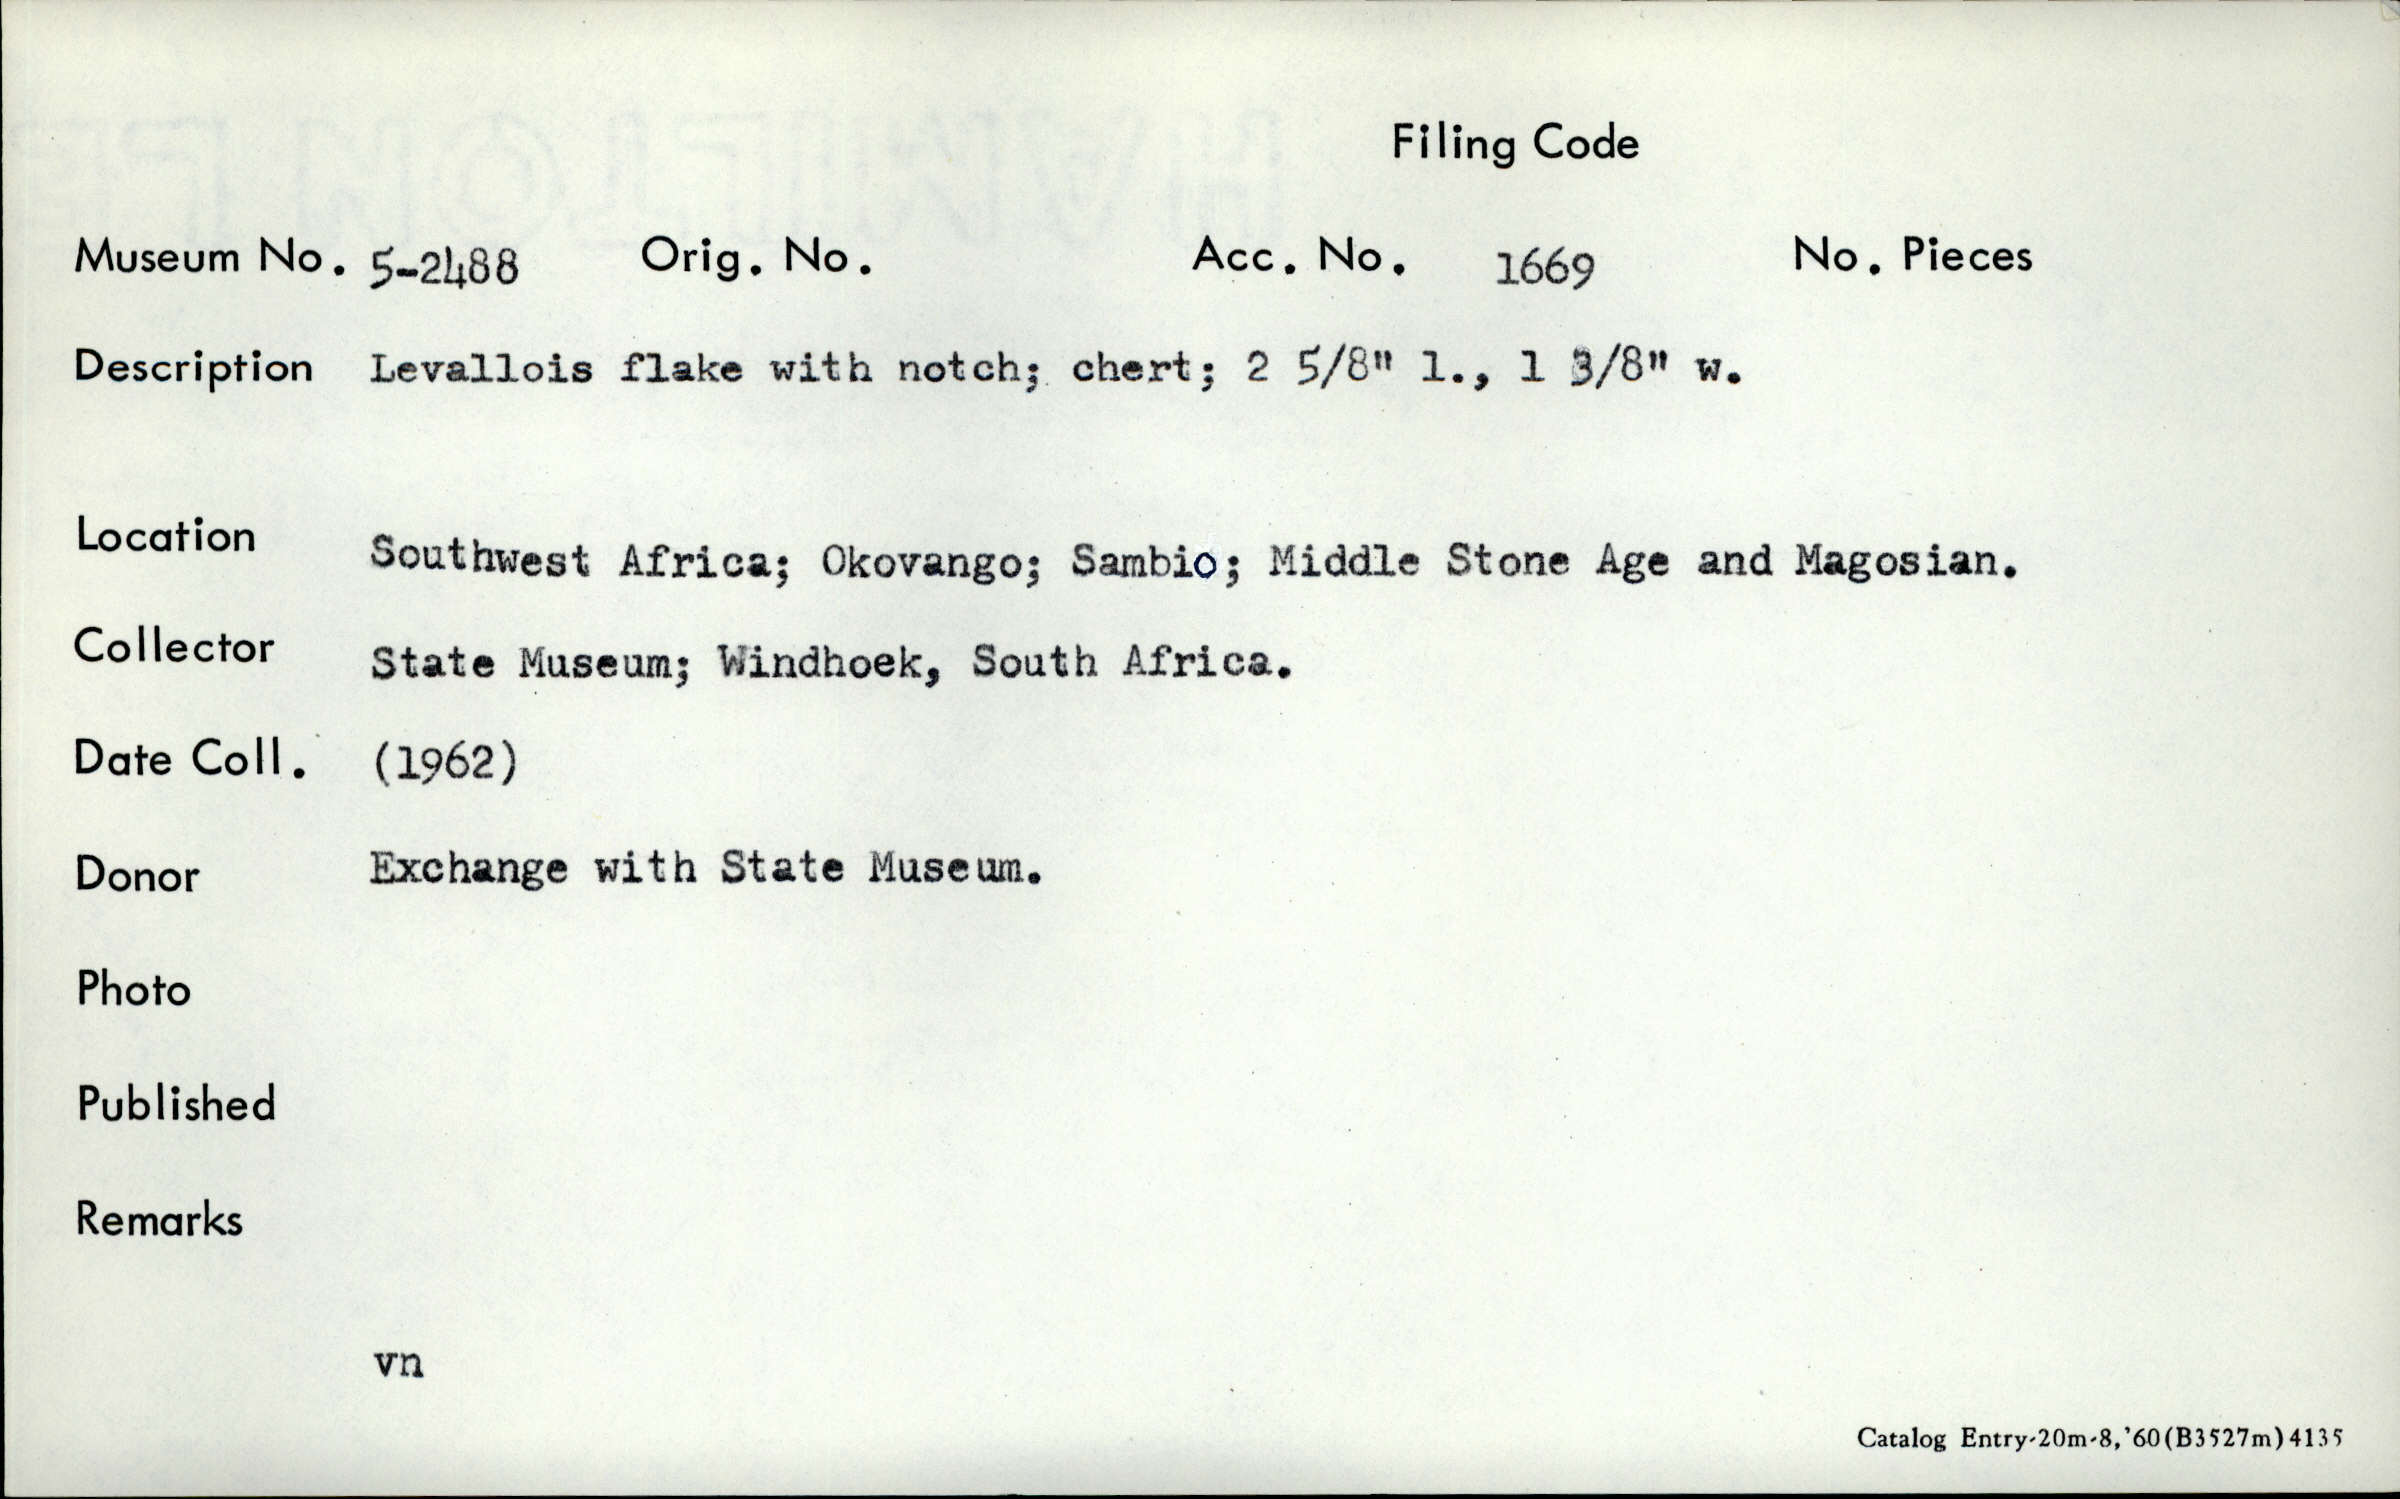 Filing Code
Museum No. 5-2488 Orig. No. Acc. No. 1669 No. Pieces
Description Levallois flake with notch; chert; 2 5/8" l., 1 3/8" w.
Location Southwest Africa; Okovango; Sambio; Middle Stone Age and Magosian.
Collector State Museum; Windhoek, South Africa.
Date Coll. (1962)
Donor Exchange with State Museum.
Photo
Published
Remarks
vn
Catalog Entry-20m-8,'60(B3527m)4135